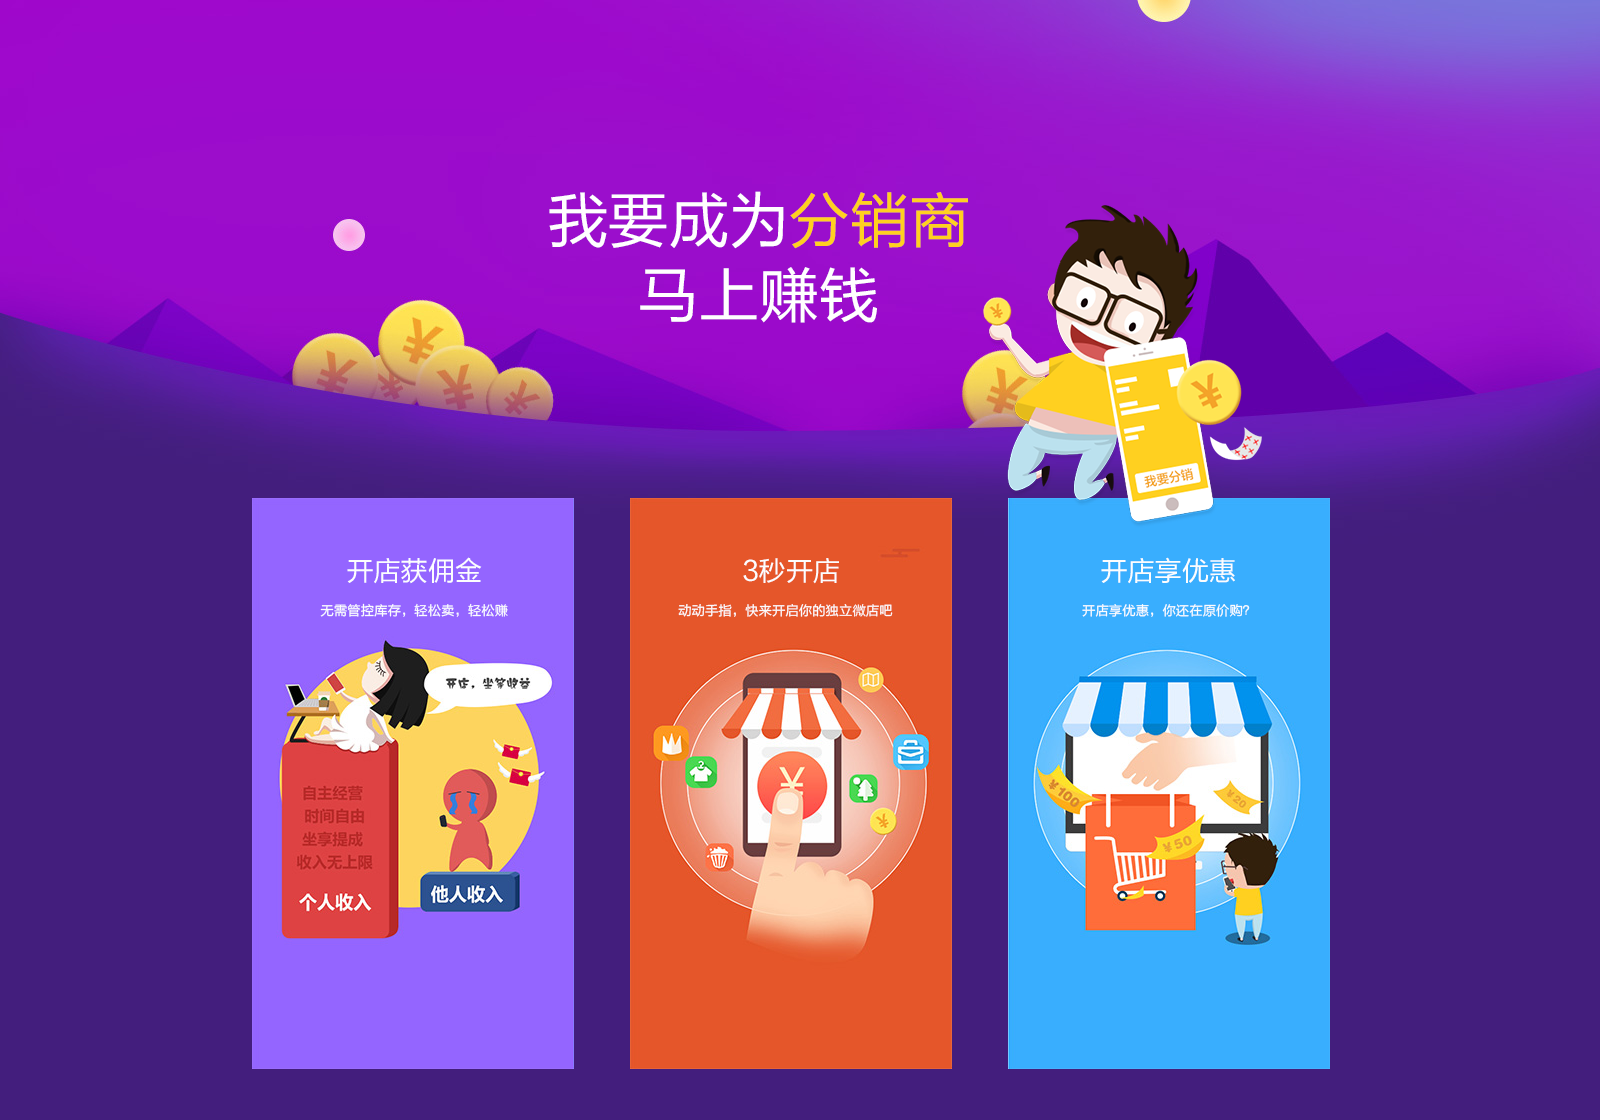 我要成为分销商
马上赚钱
我要分销
开店获佣金
无需管控库存，轻松卖，轻松赚
开店，坐等收益
自主经营
时间自由
坐享提成
收入无上限
个人收入
他人收入
3秒开店
动动手指，快来开启你的独立微店吧
开店享优惠
开店享优惠，你还在原价购?
¥100
¥20
¥50